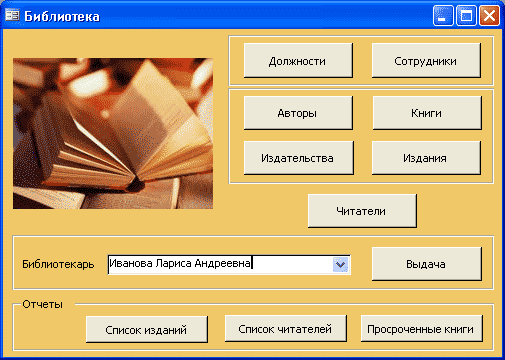 Библиотека
Должности Сотрудники
Авторы Книги
Издательства Издания
Читатели
Библиотекарь Иванова Лариса Андреевна Выдача
Отчеты
Список изданий Список читателей Просроченные книги